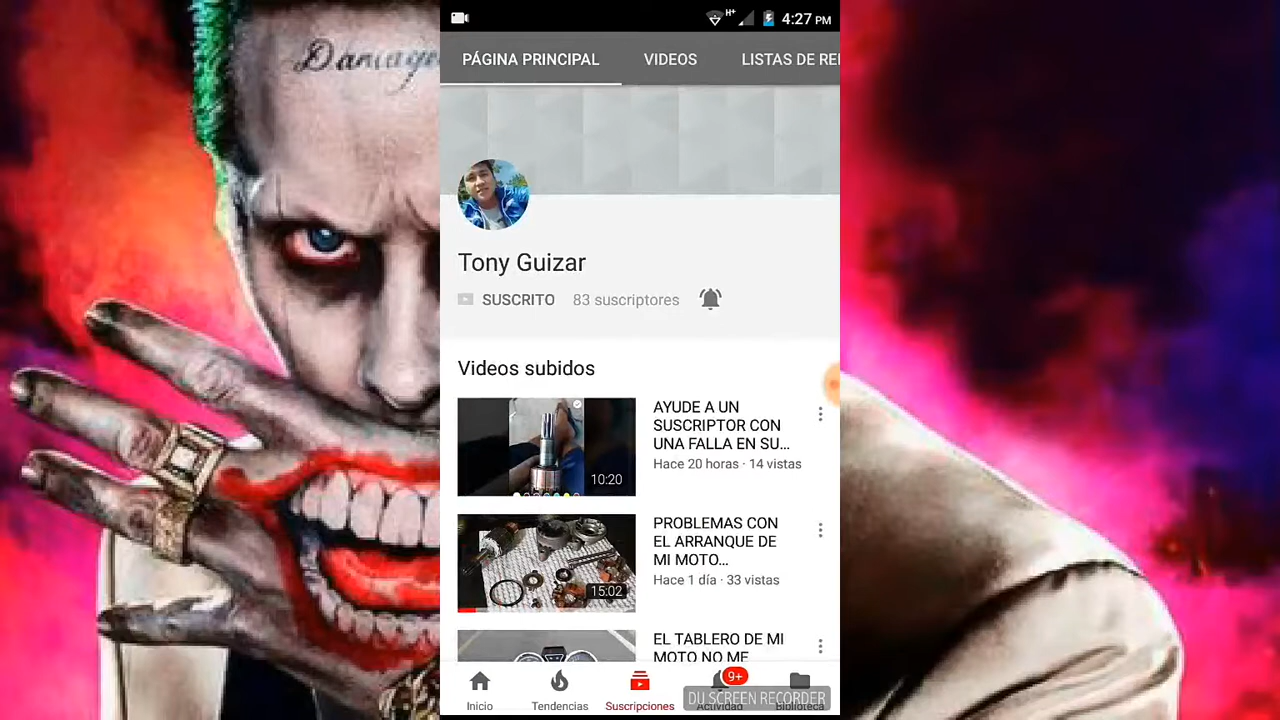 Damage
H+
4:27 PM
PÁGINA PRINCIPAL
VIDEOS
LISTAS DE RE
Tony Guizar
SUSCRITO
83 suscriptores
Videos subidos
AYUDE A UN
SUSCRIPTOR CON
UNA FALLA EN SU...
Hace 20 horas · 14 vistas
10:20
PROBLEMAS CON
EL ARRANQUE DE
MI MOTO...
Hace 1 día · 33 vistas
15:02
EL TABLERO DE MI
MOTO NO ME
9+
DU SCREEN RECORDER
Inicio
Tendencias
Suscripciones
Actividad
Biblioteca